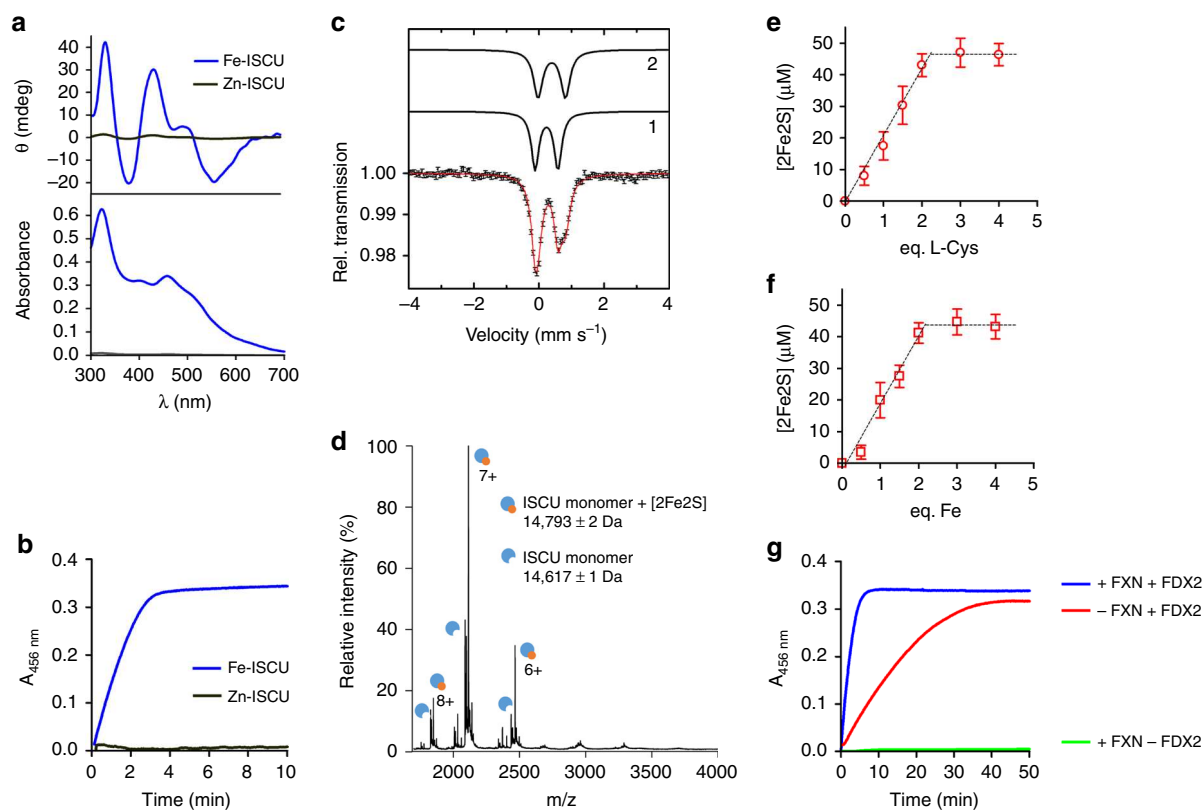 a
θ (mdeg)
40
30
20
10
0
−10
−20
Fe-ISCU
Zn-ISCU
Absorbance
0.6
0.5
0.4
0.3
0.2
0.1
0.0
300 400 500 600 700
λ (nm)
b
A456 nm
0.4
0.3
0.2
0.1
0.0
Fe-ISCU
Zn-ISCU
0 2 4 6 8 10
Time (min)
c
2
1
Rel. transmission
1.00
0.99
0.98
−4 −2 0 2 4
Velocity (mm s−1)
d
Relative intensity (%)
100
80
60
40
20
0
7+
ISCU monomer + [2Fe2S]
14,793 ± 2 Da
ISCU monomer
14,617 ± 1 Da
6+
8+
2000 2500 3000 3500 4000
m/z
e
[2Fe2S] (µM)
50
40
30
20
10
0
0 1 2 3 4 5
eq. L-Cys
f
[2Fe2S] (µM)
50
40
30
20
10
0
0 1 2 3 4 5
eq. Fe
g
A456 nm
0.4
0.3
0.2
0.1
0.0
+ FXN + FDX2
− FXN + FDX2
+ FXN − FDX2
0 10 20 30 40 50
Time (min)